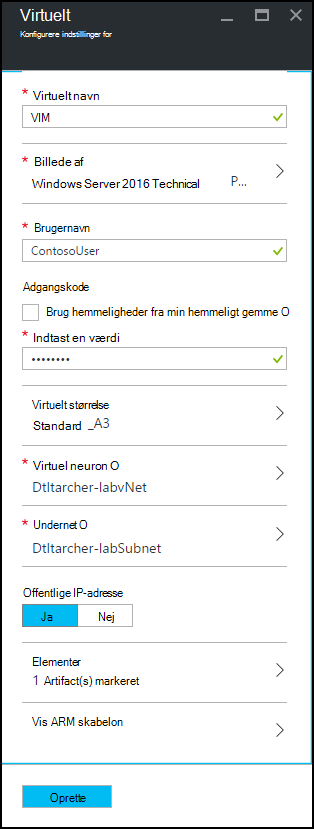 Virtuelt
Konfigurere indstillinger for
* Virtuelt navn
VIM
* Billede af
Windows Server 2016 Technical P...
* Brugernavn
ContosoUser
Adgangskode
Brug hemmeligheder fra min hemmeligt gemme O
* Indtast en værdi
••••••••
Virtuelt størrelse
Standard _A3
* Virtuel neuron O
Dtltarcher-labvNet
* Undernet O
Dtltarcher-labSubnet
Offentlige IP-adresse
Ja Nej
Elementer
1 Artifact(s) markeret
Vis ARM skabelon
Oprette